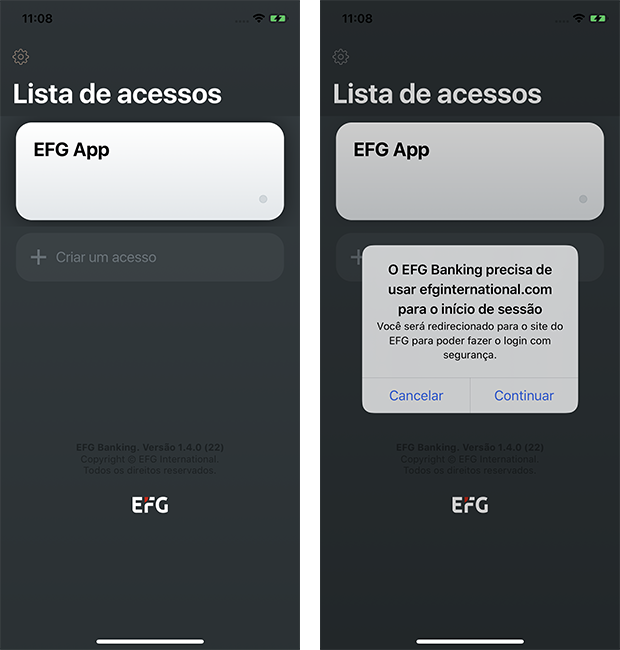 11:08
Lista de acessos
EFG App
Criar um acesso
EFG Banking. Versão 1.4.0 (22)
Copyright © EFG International.
Todos os direitos reservados.
EFG
11:08
Lista de acessos
EFG App
O EFG Banking precisa de
usar efginternational.com
para o início de sessão
Você será redirecionado para o site do
EFG para poder fazer o login com
segurança.
Cancelar
Continuar
EFG Banking. Versão 1.4.0 (22)
Copyright © EFG International.
Todos os direitos reservados.
EFG